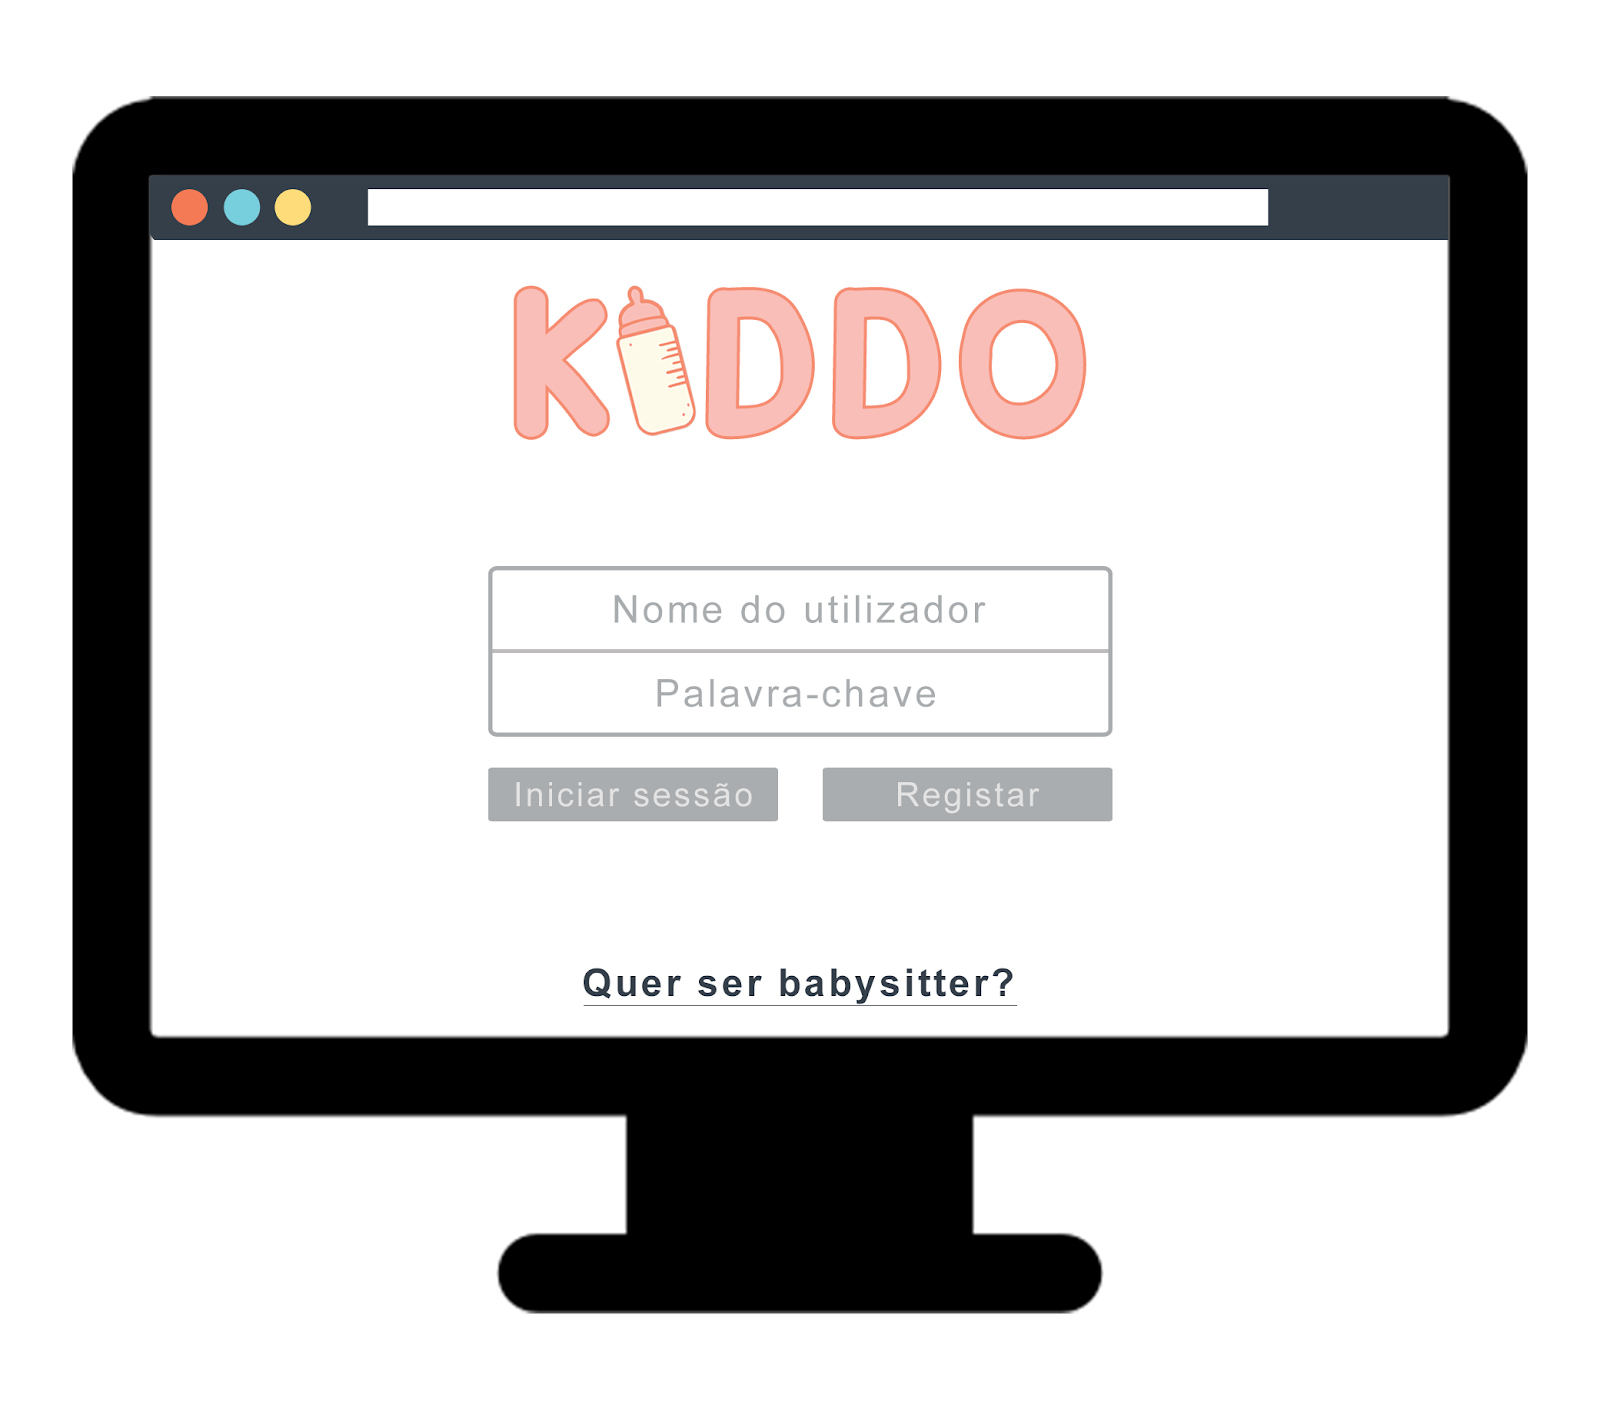 KIDDO
Nome do utilizador
Palavra-chave
Iniciar sessão
Registar
Quer ser babysitter?